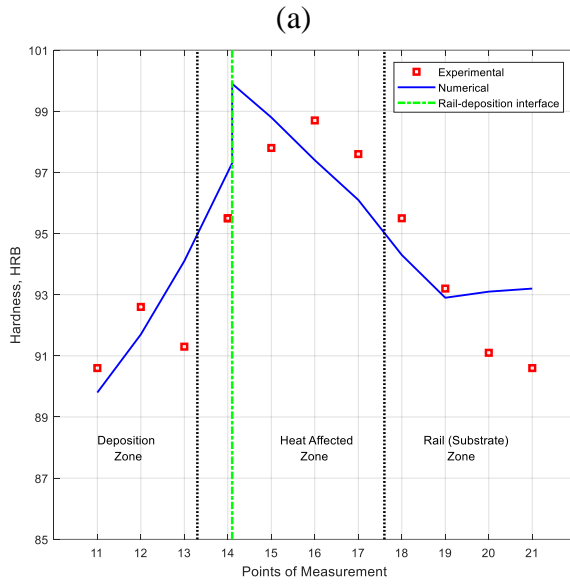 (a)
101
99
97
95
93
91
89
87
85
Hardness, HRB
Experimental
Numerical
Rail-deposition interface
Deposition
Zone
Heat Affected
Zone
Rail (Substrate)
Zone
11 12 13 14 15 16 17 18 19 20 21
Points of Measurement